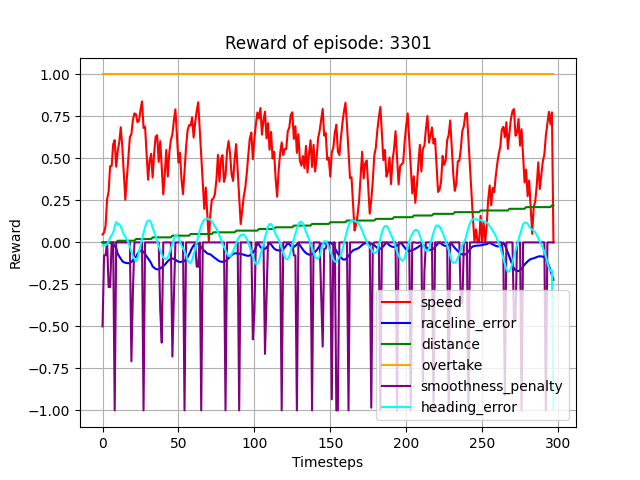 Reward of episode: 3301
1.00
0.75
0.50
0.25
0.00
−0.25
−0.50
−0.75
−1.00
Reward
speed
raceline_error
distance
overtake
smoothness_penalty
heading_error
0 50 100 150 200 250 300
Timesteps